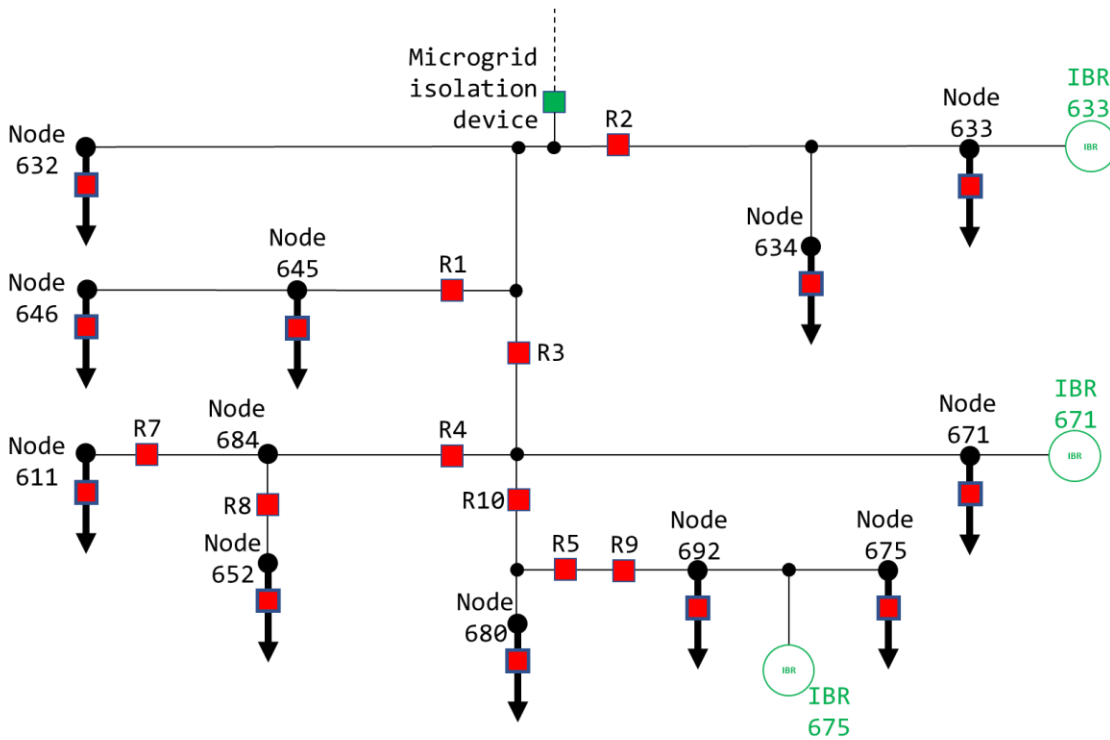 Microgrid
isolation
device
IBR
633
Node
632
R2
Node
633
IBR
Node
634
Node
645
R1
Node
646
R3
IBR
671
Node
611
R7
Node
684
R4
Node
671
IBR
R10
R8
Node
652
R5
R9
Node
692
Node
675
Node
680
IBR
IBR
675